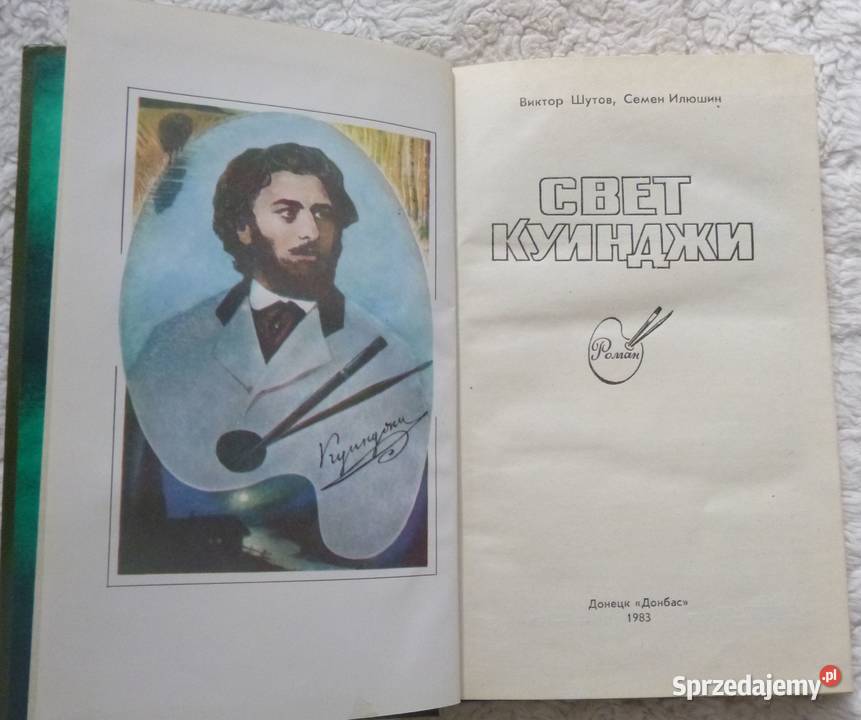 Куинджи
Виктор Шутов, Семен Илюшин
СВЕТ
КУИНДЖИ
Роман
Донецк «Донбас»
1983
Sprzedajemy.pl